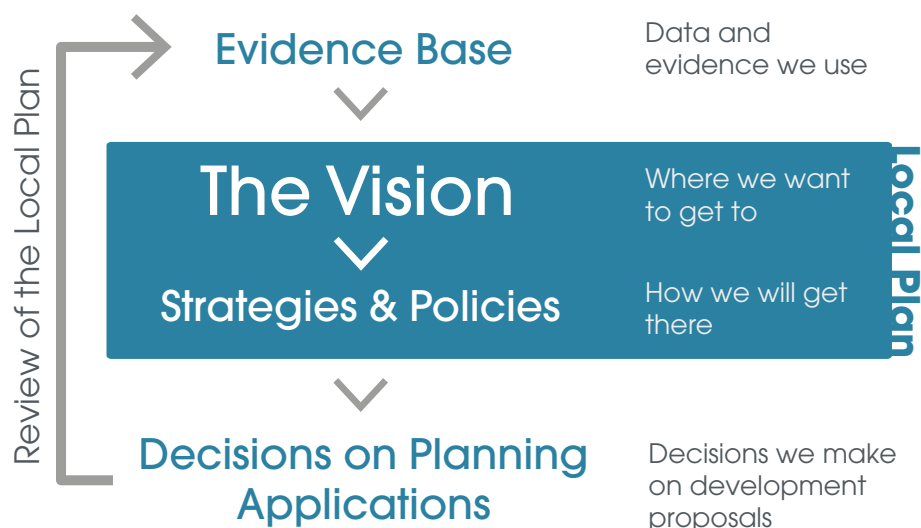 Evidence Base
Data and
evidence we use
Review of the Local Plan
The Vision
Where we want
to get to
Local Plan
Strategies & Policies
How we will get
there
Decisions on Planning
Applications
Decisions we make
on development
proposals